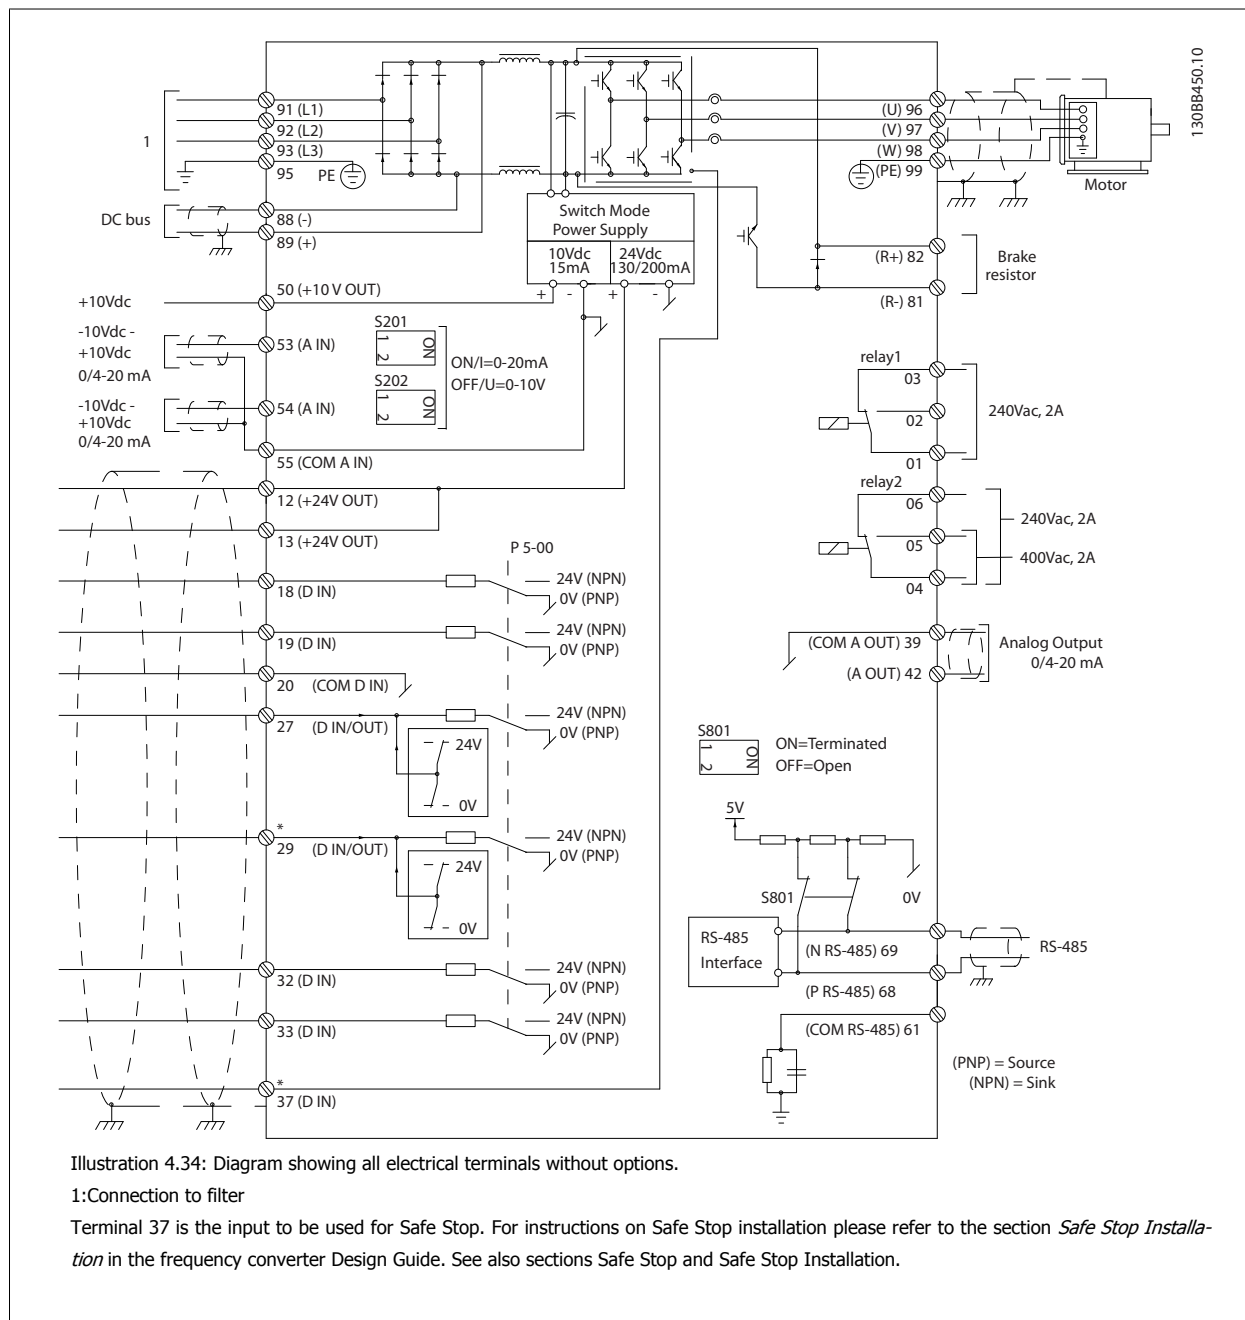 130BB450.10
91 (L1)
92 (L2)
93 (L3)
95
PE
1
(U) 96
(V) 97
(W) 98
(PE) 99
Motor
DC bus
88 (-)
89 (+)
Switch Mode
Power Supply
10Vdc
15mA
24Vdc
130/200mA
+ - + -
(R+) 82
(R-) 81
Brake
resistor
+10Vdc
50 (+10 V OUT)
-10Vdc -
+10Vdc
0/4-20 mA
53 (A IN)
S201
1
2
ON
S202
1
2
ON
ON/I=0-20mA
OFF/U=0-10V
-10Vdc -
+10Vdc
0/4-20 mA
54 (A IN)
55 (COM A IN)
relay1
03
02
01
240Vac, 2A
relay2
06
05
04
240Vac, 2A
400Vac, 2A
12 (+24V OUT)
13 (+24V OUT)
P 5-00
18 (D IN)
24V (NPN)
0V (PNP)
19 (D IN)
24V (NPN)
0V (PNP)
20 (COM D IN)
27 (D IN/OUT)
24V (NPN)
0V (PNP)
24V
0V
*
29 (D IN/OUT)
24V (NPN)
0V (PNP)
24V
0V
32 (D IN)
24V (NPN)
0V (PNP)
33 (D IN)
24V (NPN)
0V (PNP)
*
37 (D IN)
(COM A OUT) 39
(A OUT) 42
Analog Output
0/4-20 mA
S801
1
2
ON
ON=Terminated
OFF=Open
5V
S801
0V
RS-485
Interface
(N RS-485) 69
(P RS-485) 68
(COM RS-485) 61
RS-485
(PNP) = Source
(NPN) = Sink
Illustration 4.34: Diagram showing all electrical terminals without options.
1:Connection to filter
Terminal 37 is the input to be used for Safe Stop. For instructions on Safe Stop installation please refer to the section Safe Stop Installa-
tion in the frequency converter Design Guide. See also sections Safe Stop and Safe Stop Installation.